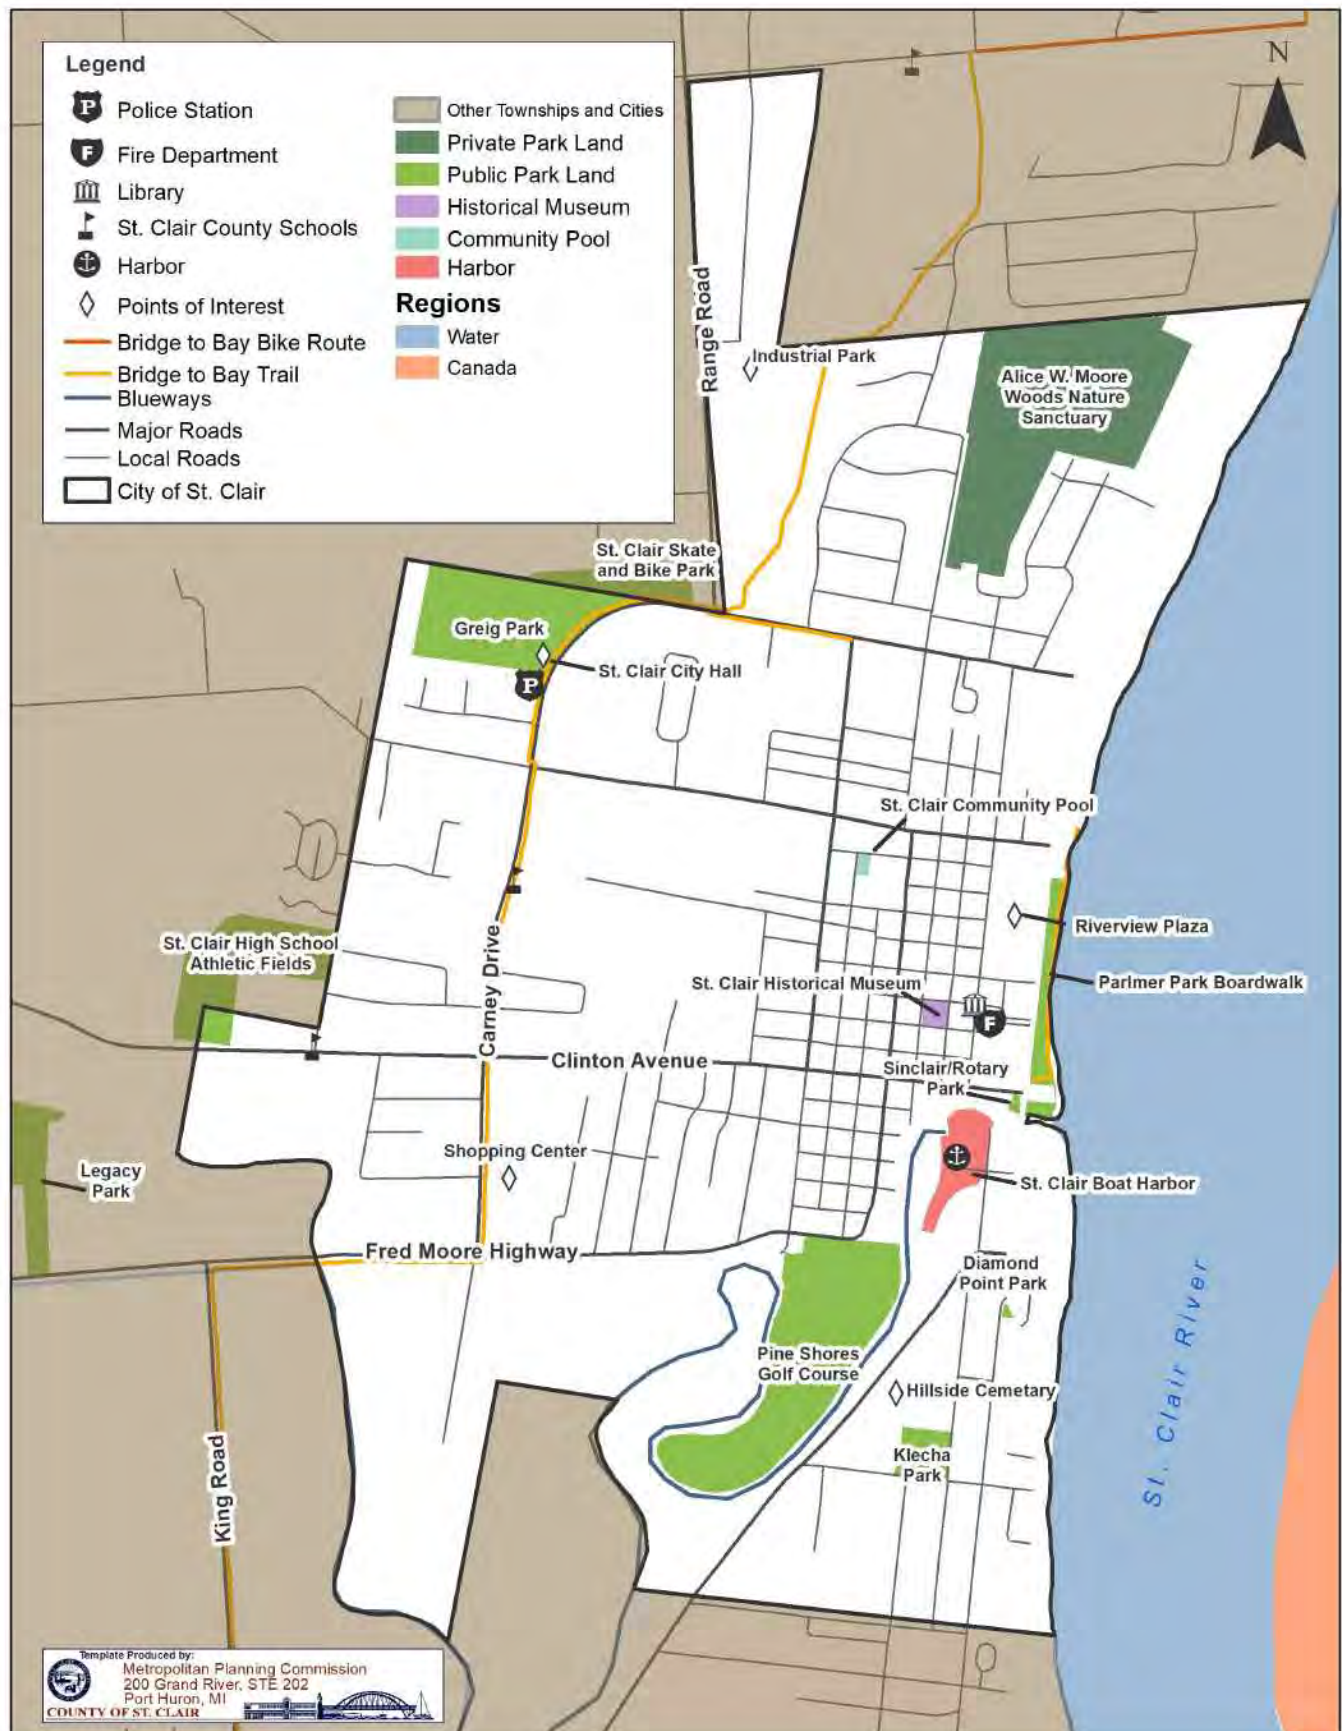 Legend
P
Police Station
F
Fire Department
Library
St. Clair County Schools
Harbor
Points of Interest
Bridge to Bay Bike Route
Bridge to Bay Trail
Blueways
Major Roads
Local Roads
City of St. Clair
Other Townships and Cities
Private Park Land
Public Park Land
Historical Museum
Community Pool
Harbor
Regions
Water
Canada
N
Range Road
Industrial Park
Alice W. Moore
Woods Nature
Sanctuary
St. Clair Skate
and Bike Park
Greig Park
St. Clair City Hall
P
St. Clair Community Pool
Riverview Plaza
St. Clair High School
Athletic Fields
Carney Drive
St. Clair Historical Museum
Parlmer Park Boardwalk
F
Clinton Avenue
Sinclair/Rotary
Park
Shopping Center
Legacy
Park
St. Clair Boat Harbor
Fred Moore Highway
Diamond
Point Park
Pine Shores
Golf Course
Hillside Cemetary
St. Clair River
Klecha
Park
King Road
Template Produced by:
Metropolitan Planning Commission
200 Grand River, STE 202
Port Huron, MI
COUNTY OF ST. CLAIR